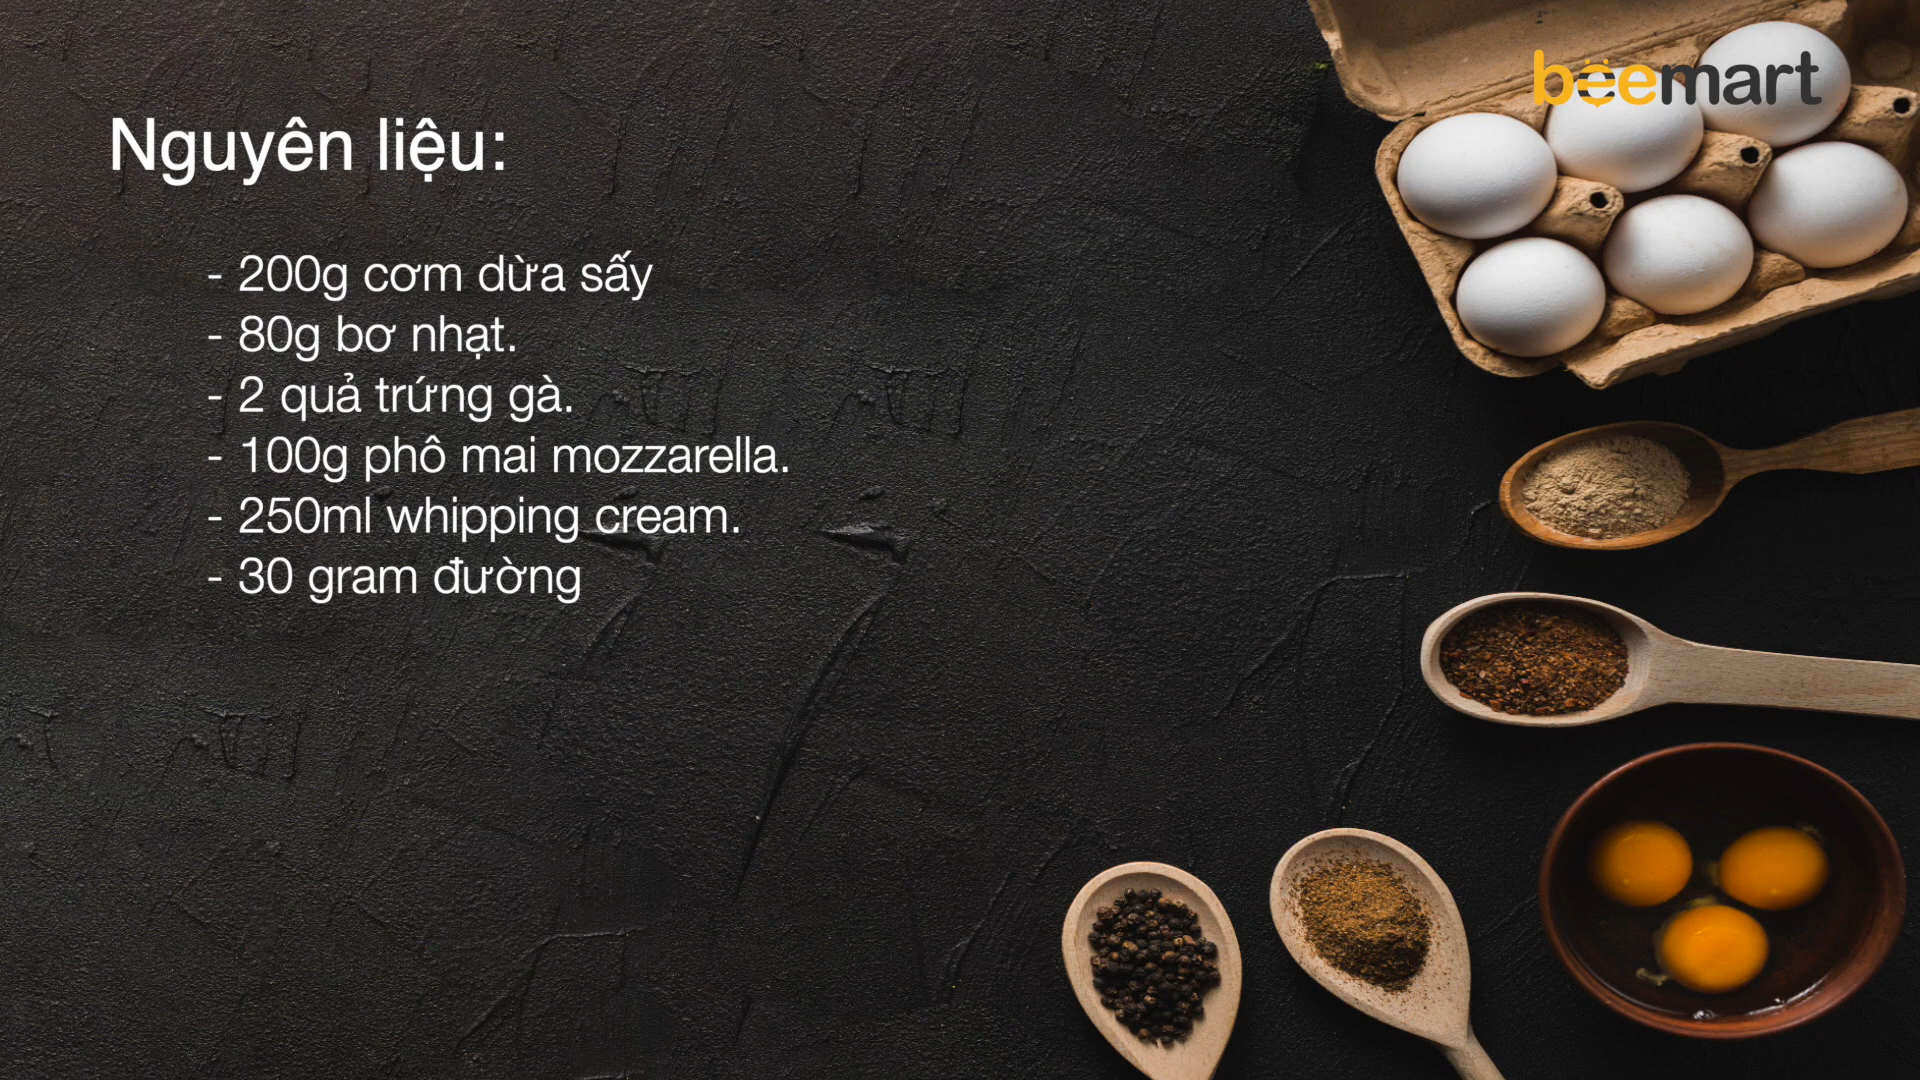 beemart
Nguyên liệu:
- 200g cơm dừa sấy
- 80g bơ nhạt.
- 2 quả trứng gà.
- 100g phô mai mozzarella.
- 250ml whipping cream.
- 30 gram đường